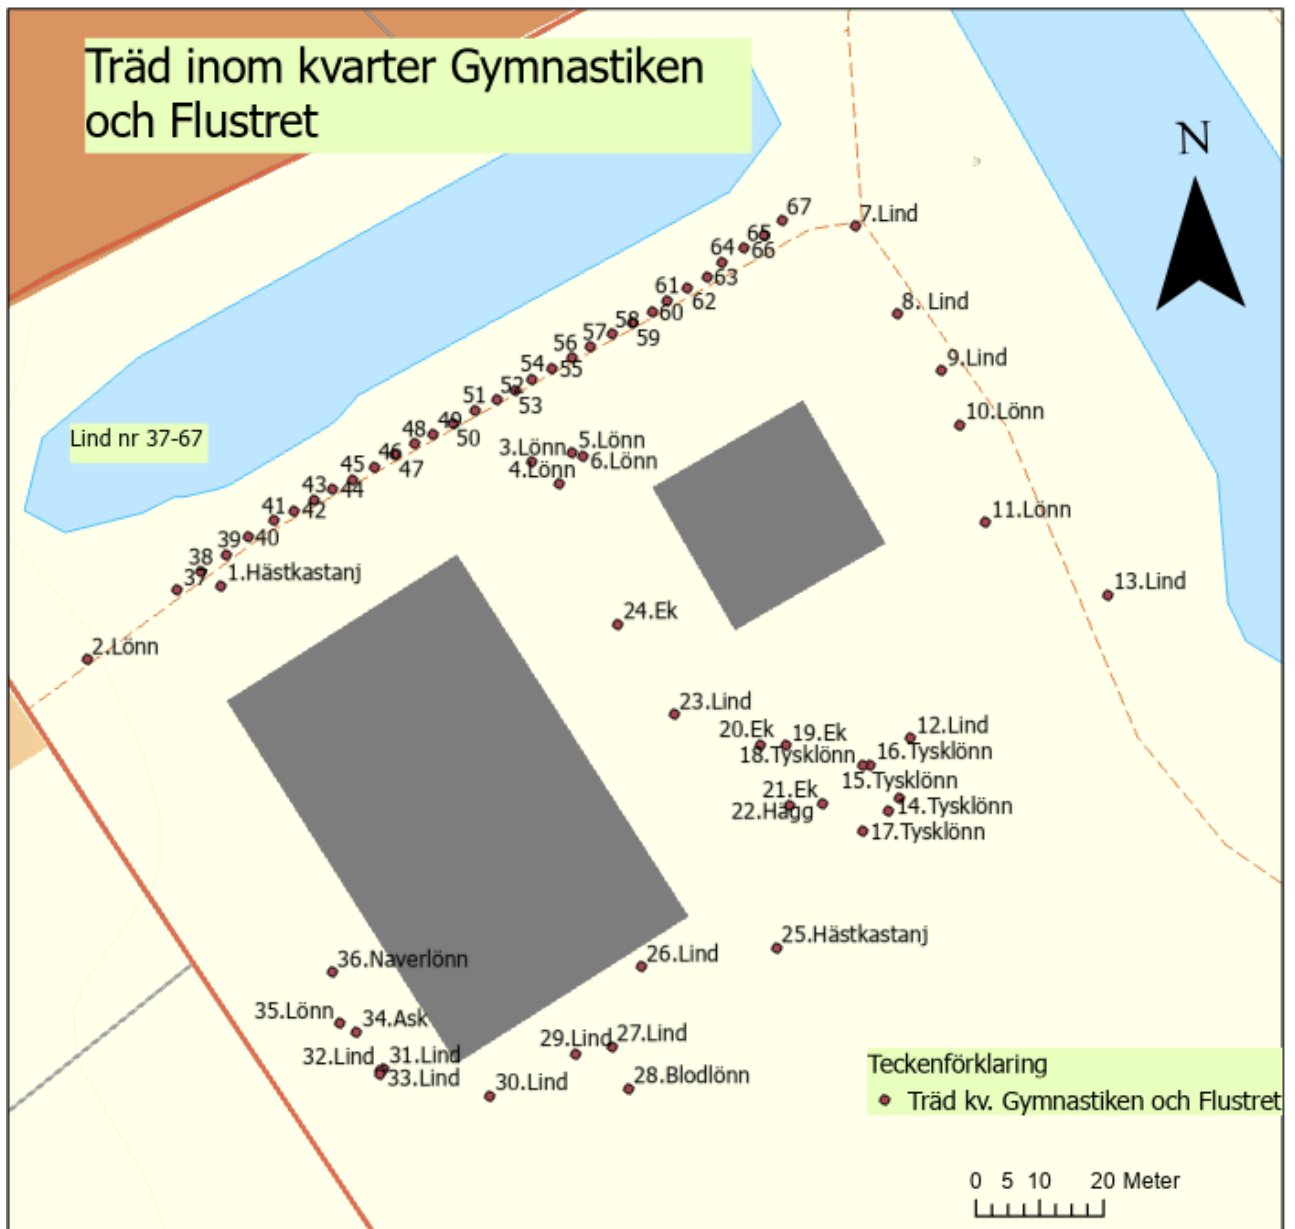 Träd inom kvarter Gymnastiken
och Flustret
N
67
7.Lind
65
66
64
63
61
62
8. Lind
60
58
59
57
9.Lind
56
55
54
52
53
51
10.Lönn
49
50
48
Lind nr 37-67
5.Lönn
3.Lönn
6.Lönn
46
47
4.Lönn
45
44
43
42
41
11.Lönn
40
39
38
37
1.Hästkastanj
13.Lind
24.Ek
2.Lönn
23.Lind
12.Lind
20.Ek
19.Ek
18.Tysklönn
16.Tysklönn
15.Tysklönn
21.Ek
22.Hägg
14.Tysklönn
17.Tysklönn
25.Hästkastanj
36.Naverlönn
26.Lind
35.Lönn
34.Ask
29.Lind
27.Lind
32.Lind
31.Lind
33.Lind
30.Lind
28.Blodlönn
Teckenförklaring
Träd kv. Gymnastiken och Flustret
0 5 10 20 Meter